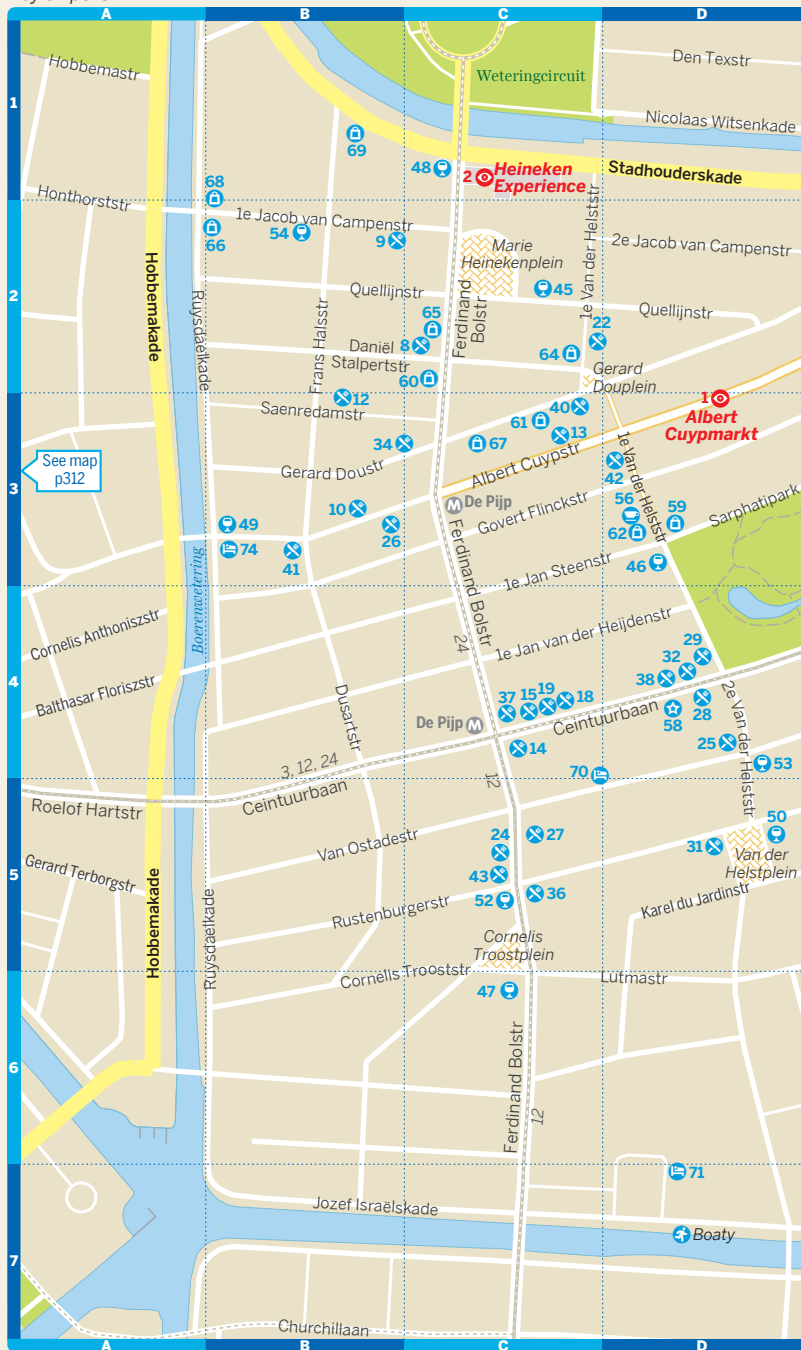 A B C D
Hobbemastr
Weteringcircuit
Den Texstr
1
Nicolaas Witsenkade
69
48
2 Heineken
Experience
Stadhouderskade
68
Honthorststr
1e Jacob van Campenstr
66
54
9
Marie
Heinekenplein
1e Van der Helststr
2e Jacob van Campenstr
Hobbemakade
2
Ruysdaelkade
Quellijnstr
Frans Halsstr
Ferdinand
Bolstr
45
Quellijnstr
65
22
8
Daniël
Stalpertstr
64
60
Gerard
Douplein
12
1
Albert
Cuypmarkt
Saenredamstr
40
61
13
34
67
See map
p312
3
Gerard Doustr
Albert Cuypstr
42
1e Van der Helststr
De Pijp
Govert Flinckstr
10
56
59
Sarphatipark
49
26
62
74
41
46
Boerenwetering
Ferdinand Bolstr
1e Jan Steenstr
Cornelis Anthoniszstr
24
1e Jan van der Heijdenstr
29
32
4
38
Balthasar Floriszstr
Dusartstr
37
15
19
18
De Pijp
Ceintuurbaan
58
28
2e Van der Helststr
25
14
3, 12, 24
12
70
53
Roelof Hartstr
Ceintuurbaan
50
24
27
Van Ostadestr
31
Van der
Helstplein
5
Gerard Terborgstr
43
Hobbemakade
Ruysdaelkade
Rustenburgerstr
52
36
Karel du Jardinstr
Cornelis
Troostplein
Cornelis Trooststr
Lutmastr
47
6
Ferdinand Bolstr
12
71
Jozef Israëlskade
Boaty
7
Churchillaan
A B C D